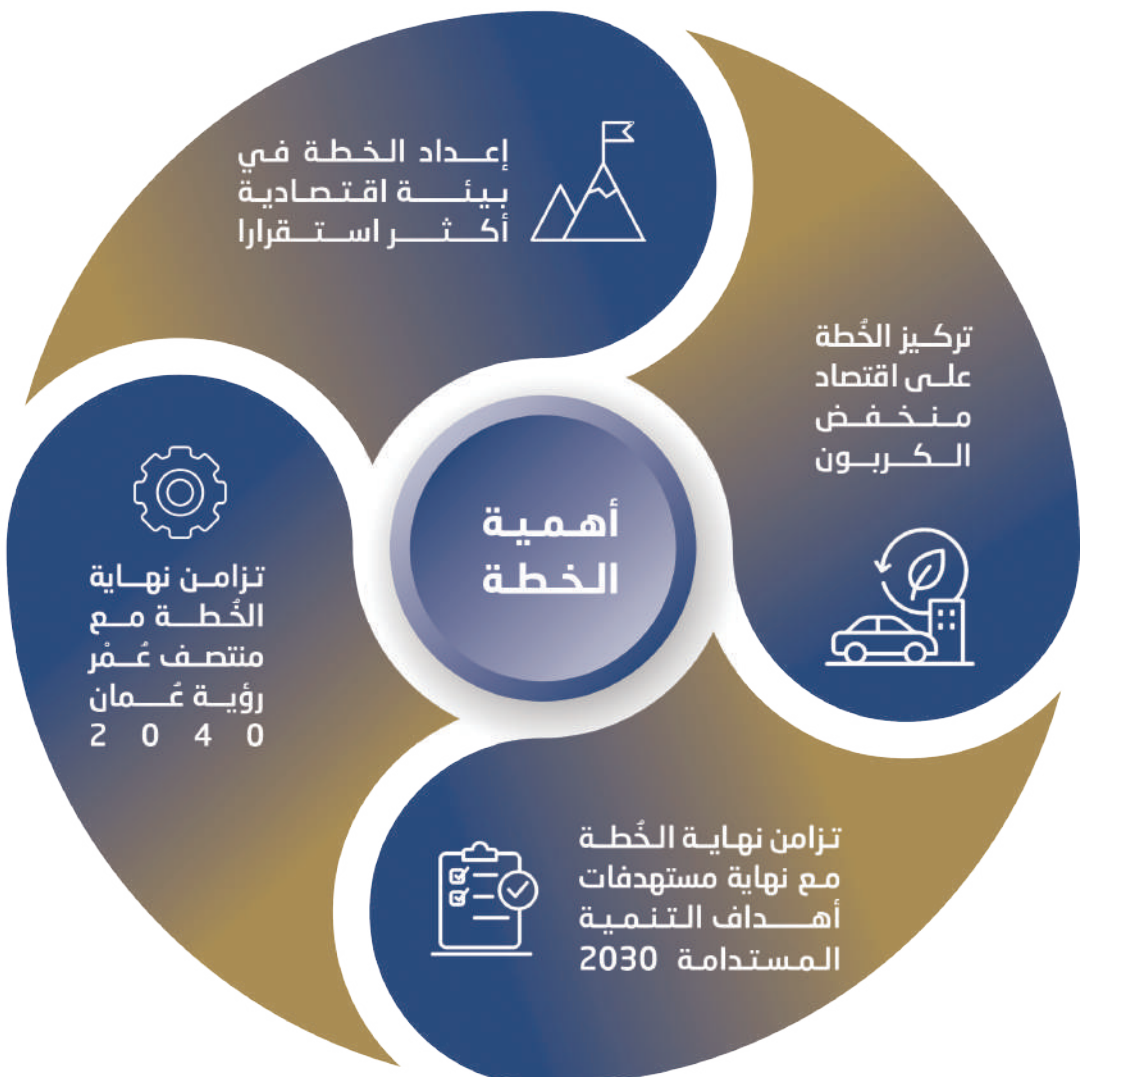 أهمية
الخطة
إعداد الخطة في
بيئة اقتصادية
أكثر استقرارا
تركيز الخُطة
على اقتصاد
منخفض
الكربون
تزامن نهاية الخُطة
مع نهاية مستهدفات
أهداف التنمية
المستدامة 2030
تزامن نهاية
الخُطة مع
منتصف عُمْر
رؤية عُمان
2040